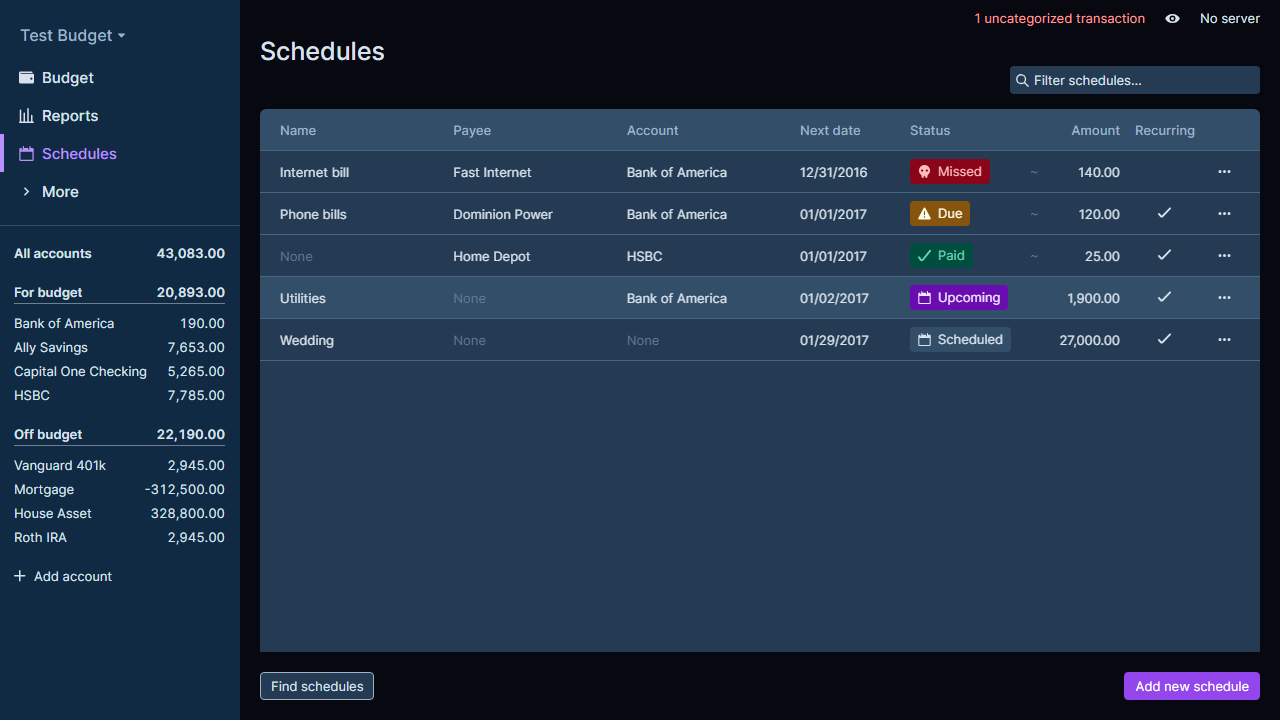 Test Budget
Budget
Reports
Schedules
More
All accounts 43,083.00
For budget 20,893.00
Bank of America 190.00
Ally Savings 7,653.00
Capital One Checking 5,265.00
HSBC 7,785.00
Off budget 22,190.00
Vanguard 401k 2,945.00
Mortgage -312,500.00
House Asset 328,800.00
Roth IRA 2,945.00
Add account
1 uncategorized transaction No server
Schedules
Filter schedules...
Name Payee Account Next date Status Amount Recurring
Internet bill Fast Internet Bank of America 12/31/2016 Missed ~ 140.00
Phone bills Dominion Power Bank of America 01/01/2017 Due ~ 120.00
None Home Depot HSBC 01/01/2017 Paid ~ 25.00
Utilities None Bank of America 01/02/2017 Upcoming 1,900.00
Wedding None None 01/29/2017 Scheduled 27,000.00
Find schedules Add new schedule